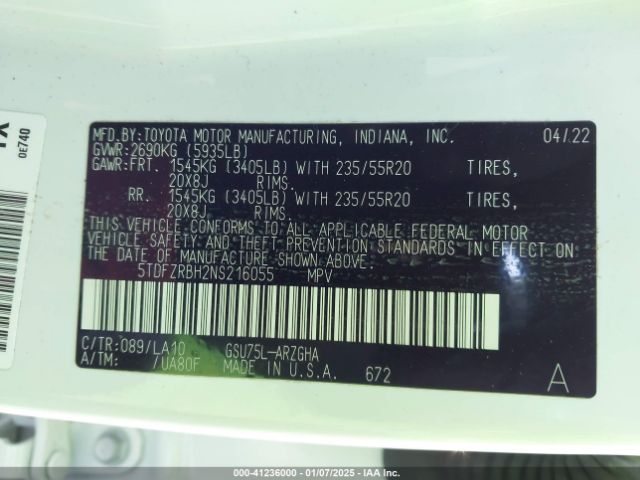 MFD. BY: TOYOTA MOTOR MANUFACTURING, INDIANA, INC. 04/22
GVWR: 2690KG (5935LB)
GAWR: FRT. 1545KG (3405LB) WITH 235/55R20 TIRES,
20X8J RIMS.
RR. 1545KG (3405LB) WITH 235/55R20 TIRES,
20X8J RIMS.
THIS VEHICLE CONFORMS TO ALL APPLICABLE FEDERAL MOTOR
VEHICLE SAFETY AND THEFT PREVENTION STANDARDS IN EFFECT ON
THE DATE OF MANUFACTURE SHOWN ABOVE.
5TDFZRBH2NS216055 MPV
C/TR: 089/LA10 GSU75L-ARZGHA
A/TM: /UA80F MADE IN U.S.A. 672 A
0E740
000-41236000 - 01/07/2025 - IAA Inc.